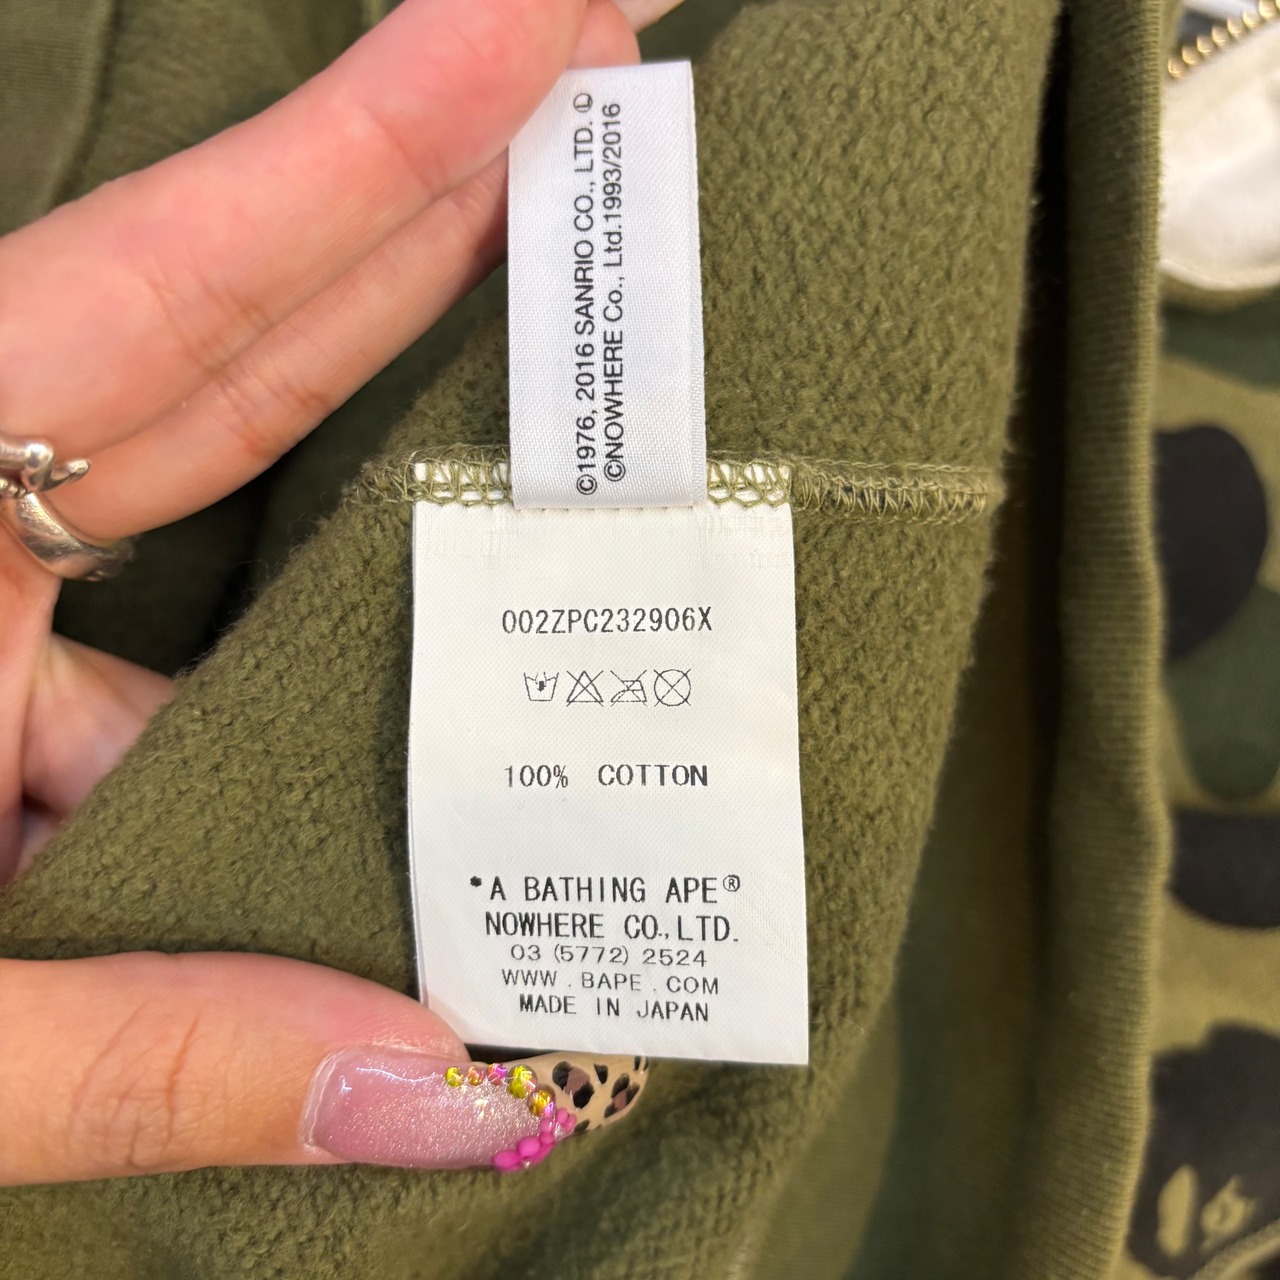 ©1976, 2016 SANRIO CO., LTD. Ⓛ
©NOWHERE Co., Ltd.1993/2016
002ZPC232906X
100% COTTON
*A BATHING APE®
NOWHERE CO.,LTD.
03 (5772) 2524
WWW . BAPE . COM
MADE IN JAPAN